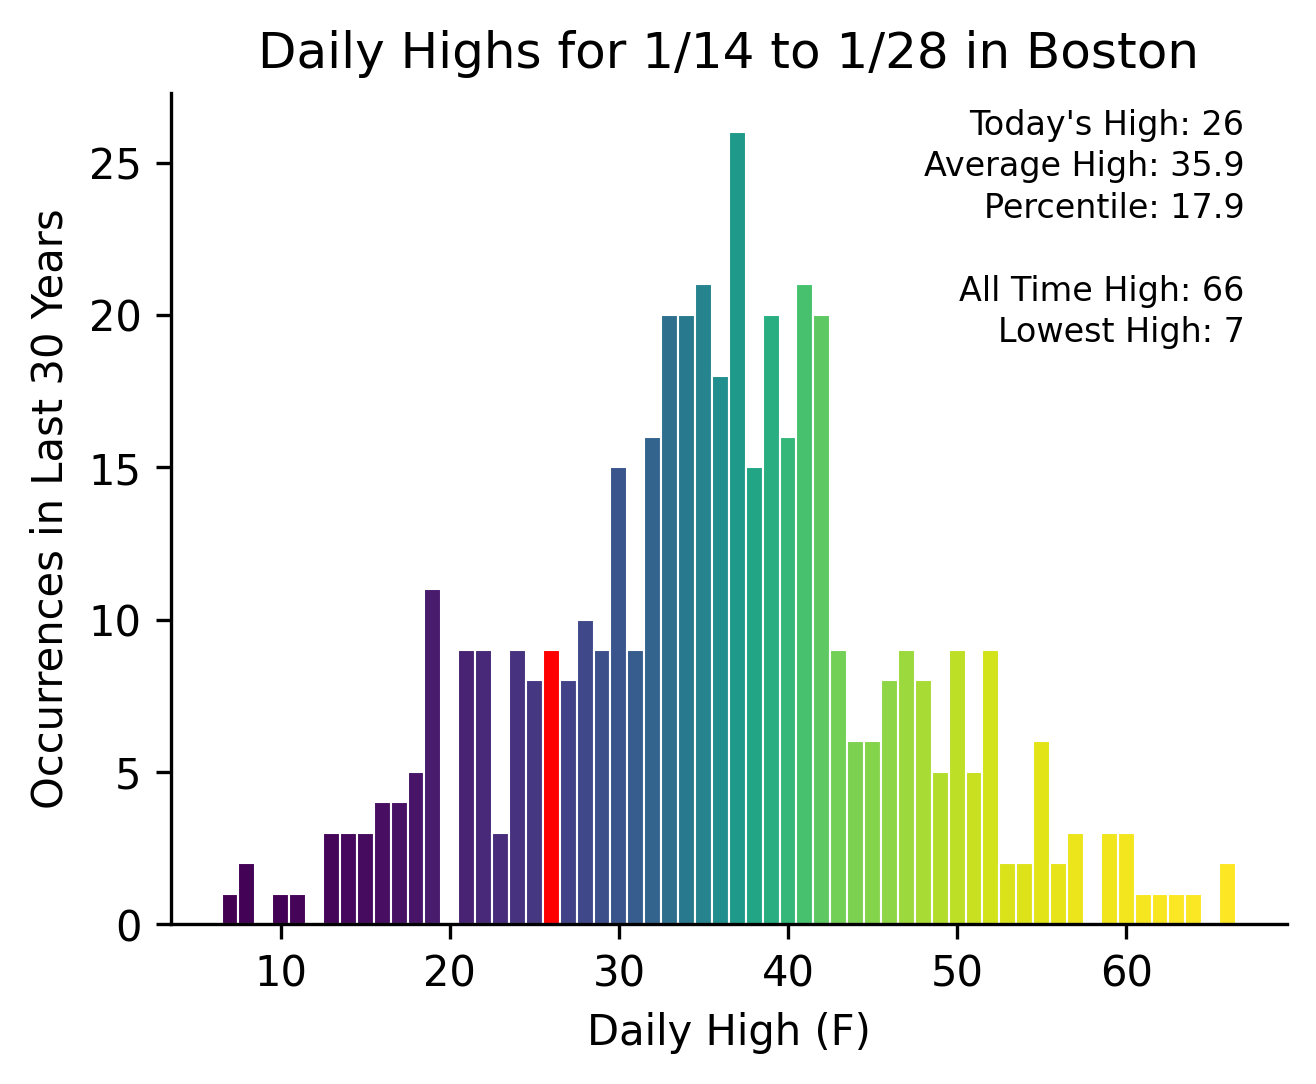 Daily Highs for 1/14 to 1/28 in Boston
Today's High: 26
Average High: 35.9
Percentile: 17.9
All Time High: 66
Lowest High: 7
Occurrences in Last 30 Years
25
20
15
10
5
0
10 20 30 40 50 60
Daily High (F)